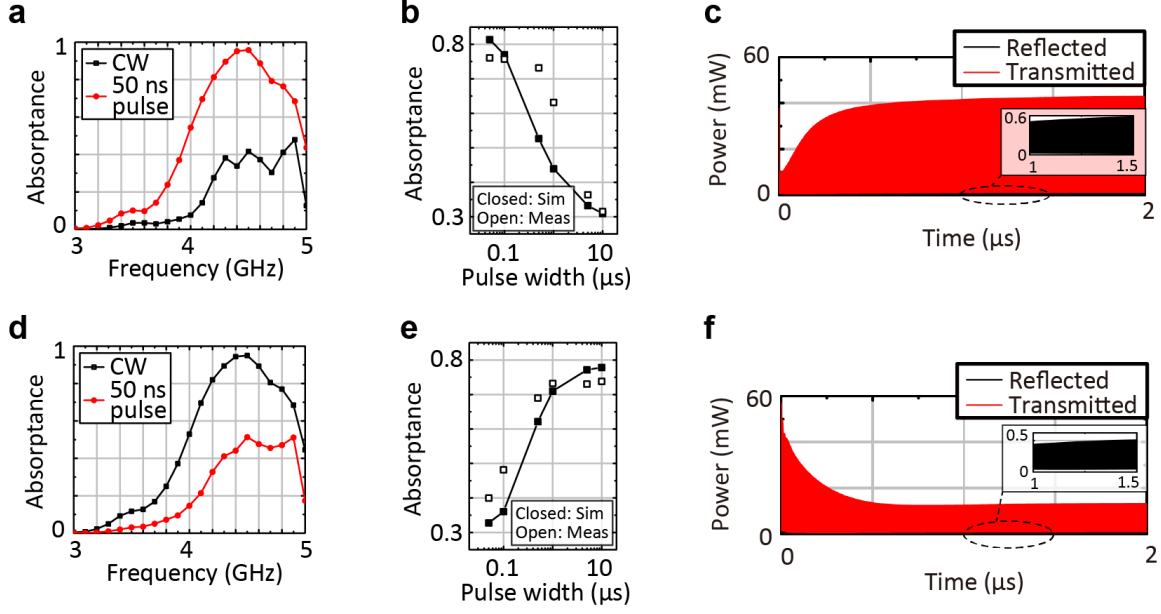 a
1
0
Absorptance
CW
50 ns
pulse
3
4
5
Frequency (GHz)
b
0.8
0.3
Absorptance
Closed: Sim
Open: Meas
0.1
10
Pulse width (μs)
c
60
0
Power (mW)
Reflected
Transmitted
0.6
0
1
1.5
0
2
Time (μs)
d
1
0
Absorptance
CW
50 ns
pulse
3
4
5
Frequency (GHz)
e
0.8
0.3
Absorptance
Closed: Sim
Open: Meas
0.1
10
Pulse width (μs)
f
60
0
Power (mW)
Reflected
Transmitted
0.5
0
1
1.5
0
2
Time (μs)